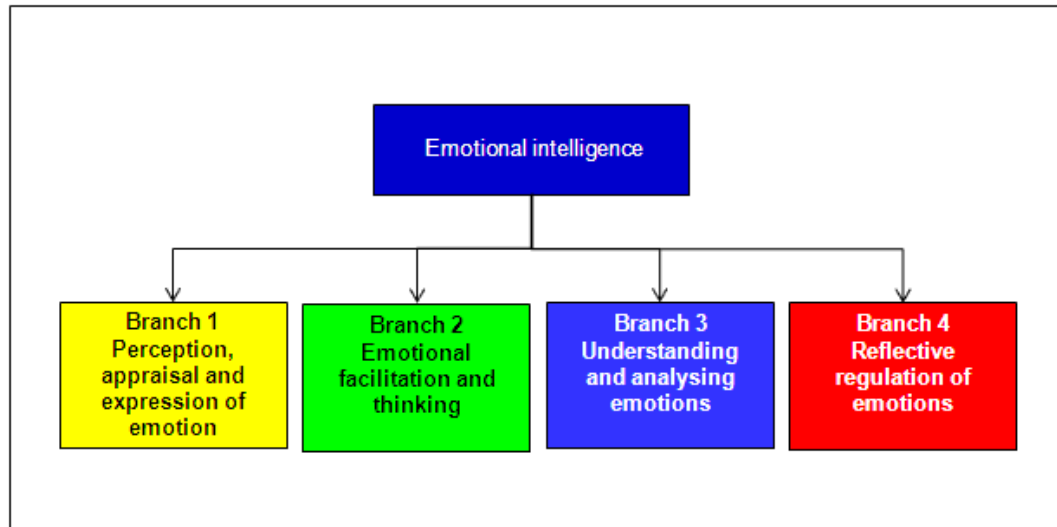 Emotional intelligence
Branch 1
Perception,
appraisal and
expression of
emotion
Branch 2
Emotional
facilitation and
thinking
Branch 3
Understanding
and analysing
emotions
Branch 4
Reflective
regulation of
emotions